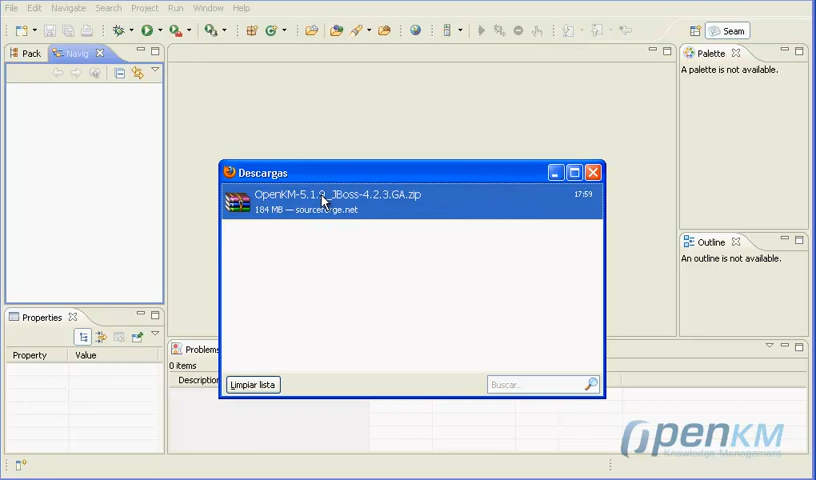 File Edit Navigate Search Project Run Window Help
Seam
Pack Navig
Palette
A palette is not available.
Descargas
OpenKM-5.1.9_JBoss-4.2.3.GA.zip 17:59
184 MB — sourceforge.net
Outline
An outline is not available.
Properties
Property Value
Problems
0 items
Description
Limpiar lista Buscar...
OpenKM
Knowledge Management